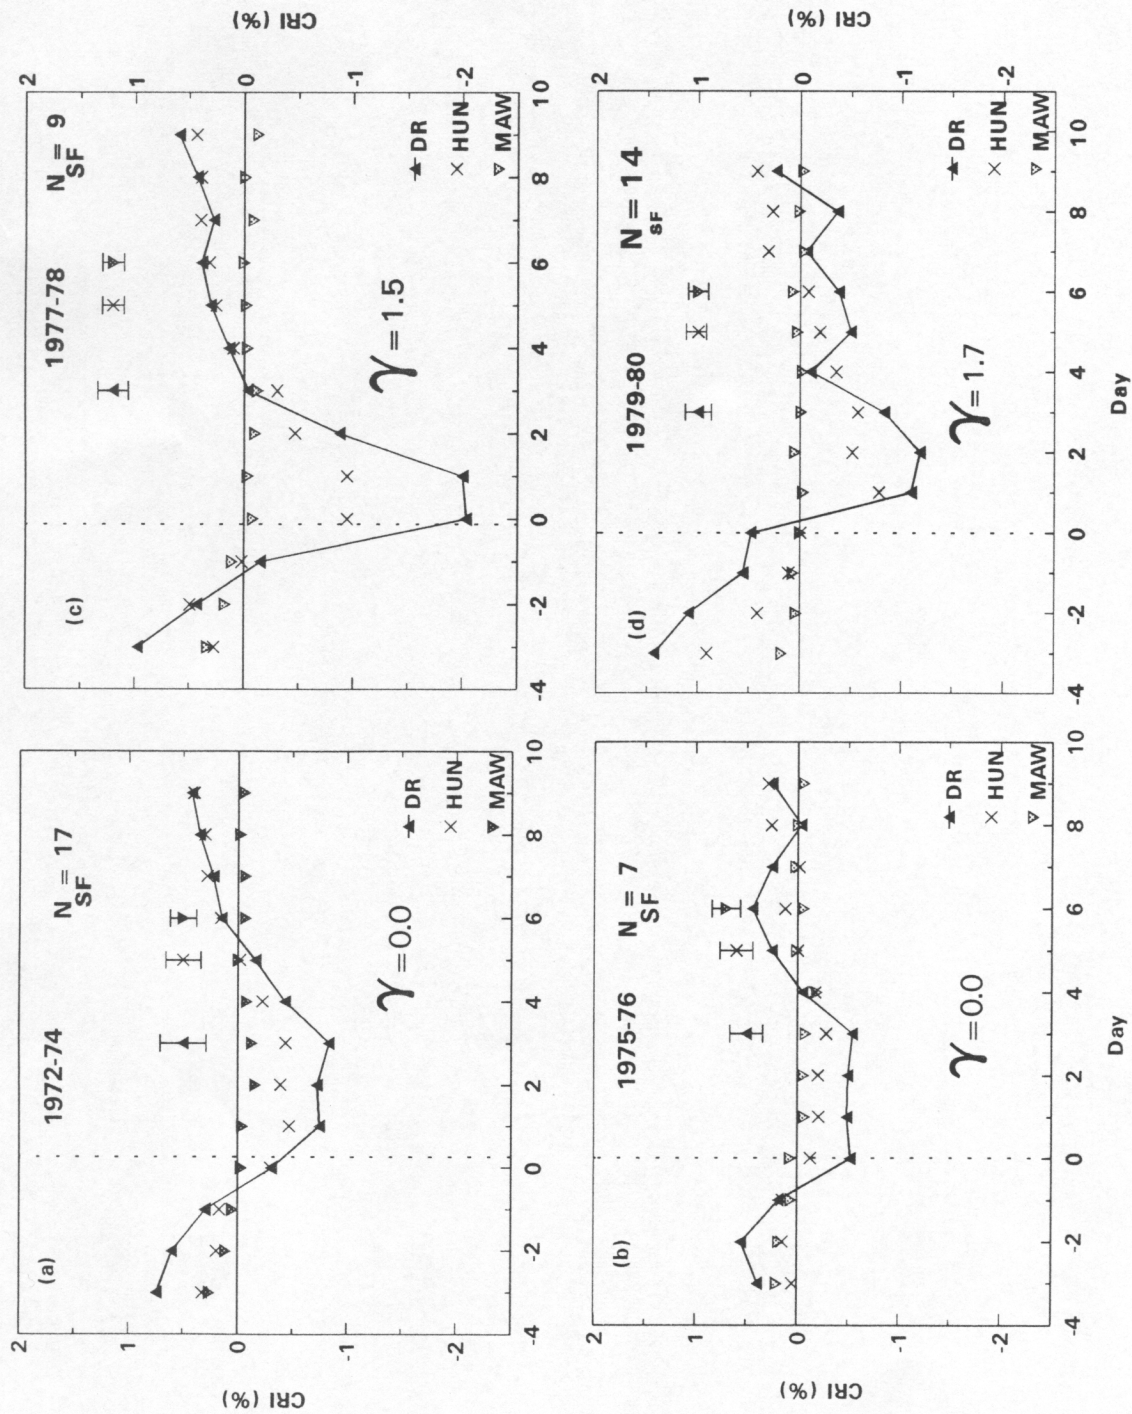 CRI (%)
2
1
0
-1
-2
(a)
1972-74
N SF = 17
γ = 0.0
DR
HUN
MAW
-4
-2
0
2
4
6
8
10
(c)
1977-78
N SF = 9
γ = 1.5
DR
HUN
MAW
2
1
0
-1
-2
CRI (%)
-4
-2
0
2
4
6
8
10
CRI (%)
2
1
0
-1
-2
(b)
1975-76
N SF = 7
γ = 0.0
DR
HUN
MAW
-4
-2
0
2
4
6
8
10
Day
(d)
1979-80
N SF = 14
γ = 1.7
DR
HUN
MAW
2
1
0
-1
-2
CRI (%)
-4
-2
0
2
4
6
8
10
Day